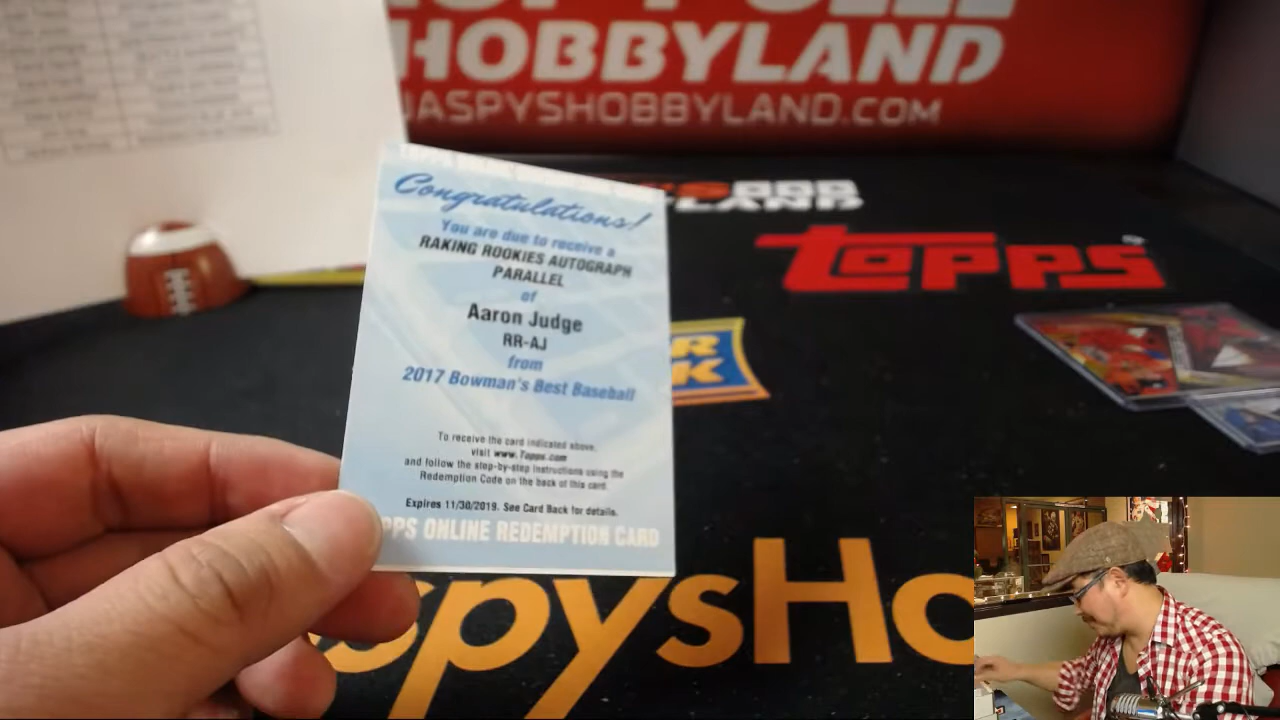 HOBBYLAND
JASPYSHOBBYLAND.COM
Congratulations!
You are due to receive a
RAKING ROOKIES AUTOGRAPH
PARALLEL
of
Aaron Judge
RR-AJ
from
2017 Bowman's Best Baseball
To receive the card indicated above,
visit www.Topps.com
and follow the step-by-step instructions using the
Redemption Code on the back of this card.
Expires 11/30/2019. See Card Back for details.
PPS ONLINE REDEMPTION CARD
topps
R
K
spysHo